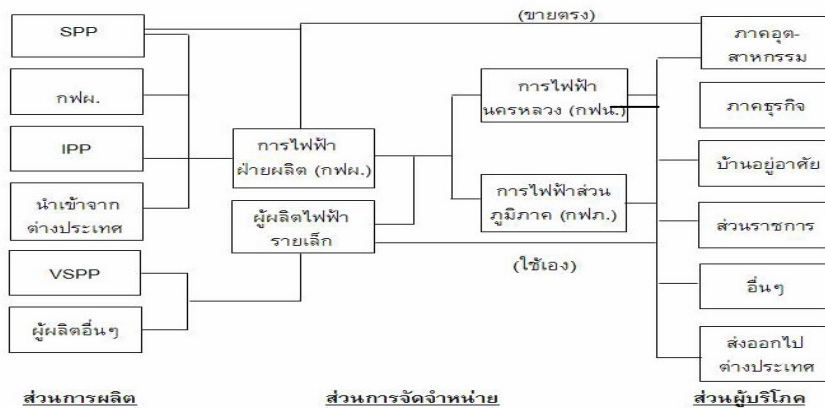 (ขายตรง)
SPP
กฟผ.
IPP
นำเข้าจาก
ต่างประเทศ
VSPP
ผู้ผลิตอื่นๆ
การไฟฟ้า
ฝ่ายผลิต (กฟผ.)
ผู้ผลิตไฟฟ้า
รายเล็ก
การไฟฟ้า
นครหลวง (กฟน.)
การไฟฟ้าส่วน
ภูมิภาค (กฟภ.)
(ใช้เอง)
ภาคอุต-
สาหกรรม
ภาคธุรกิจ
บ้านอยู่อาศัย
ส่วนราชการ
อื่นๆ
ส่งออกไป
ต่างประเทศ
ส่วนการผลิต
ส่วนการจัดจำหน่าย
ส่วนผู้บริโภค